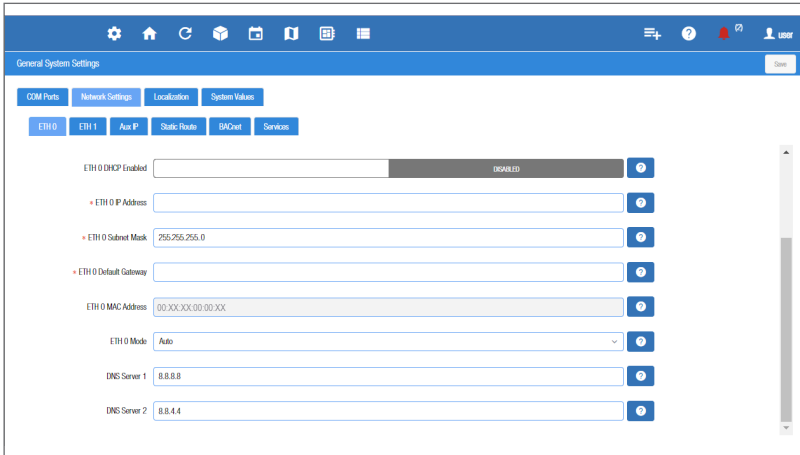 (7)
user
General System Settings
Save
COM Ports Network Settings Localization System Values
ETH 0 ETH 1 Aux IP Static Route BACnet Services
ETH 0 DHCP Enabled DISABLED
* ETH 0 IP Address
* ETH 0 Subnet Mask 255.255.255.0
* ETH 0 Default Gateway
ETH 0 MAC Address 00:XX:XX:00:00:XX
ETH 0 Mode Auto
DNS Server 1 8.8.8.8
DNS Server 2 8.8.4.4